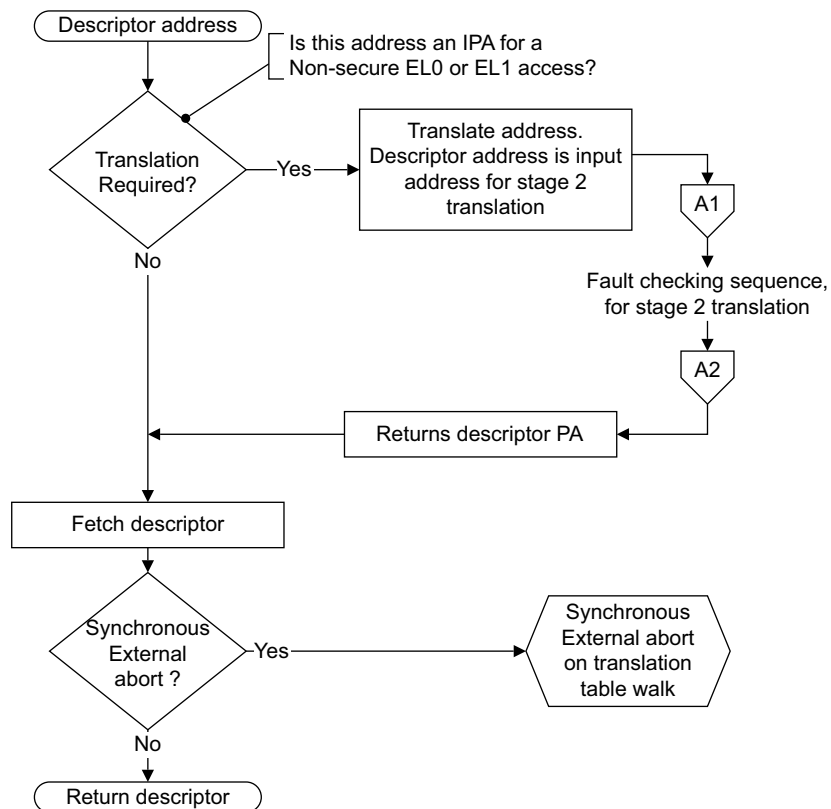 Descriptor address
Is this address an IPA for a
Non-secure EL0 or EL1 access?
Translation
Required?
Yes
Translate address.
Descriptor address is input
address for stage 2
translation
A1
No
Fault checking sequence,
for stage 2 translation
A2
Returns descriptor PA
Fetch descriptor
Synchronous
External
abort ?
Yes
Synchronous
External abort
on translation
table walk
No
Return descriptor